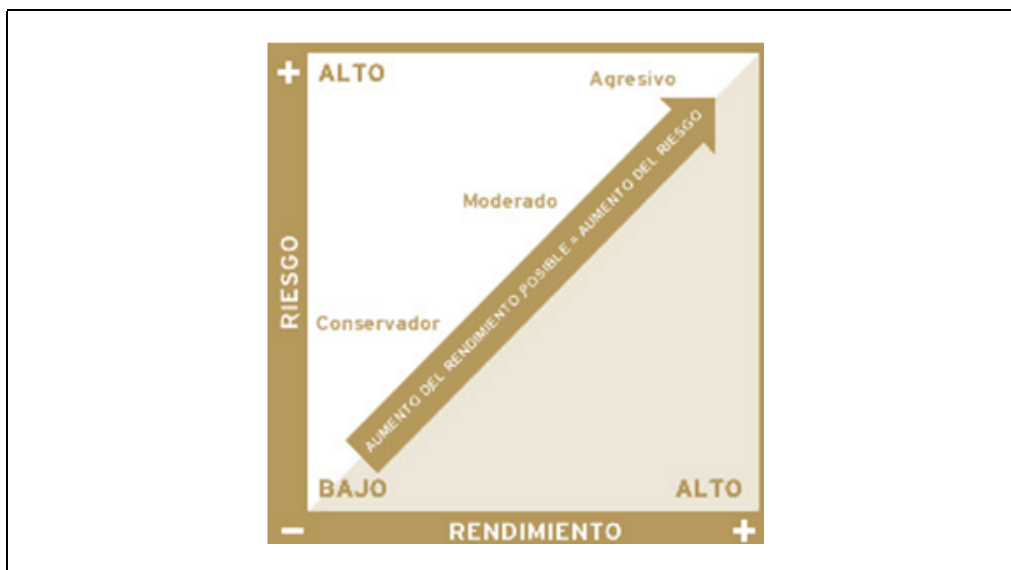 + ALTO
Agresivo
Moderado
Conservador
RIESGO
AUMENTO DEL RENDIMIENTO POSIBLE = AUMENTO DEL RIESGO
BAJO ALTO
− RENDIMIENTO +